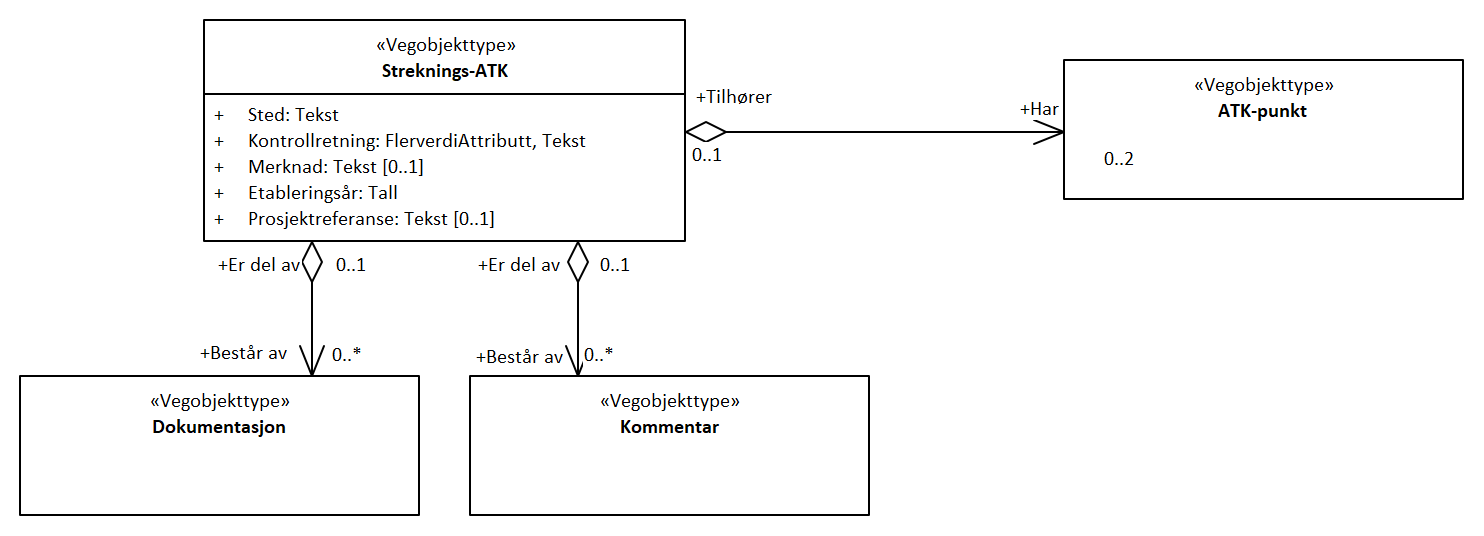 «Vegobjekttype»
Streknings-ATK
+ Sted: Tekst
+ Kontrollretning: FlerverdiAttributt, Tekst
+ Merknad: Tekst [0..1]
+ Etableringsår: Tall
+ Prosjektreferanse: Tekst [0..1]
+Tilhører
0..1
+Har
«Vegobjekttype»
ATK-punkt
0..2
+Er del av
0..1
+Er del av
0..1
+Består av
0..*
+Består av
0..*
«Vegobjekttype»
Dokumentasjon
«Vegobjekttype»
Kommentar